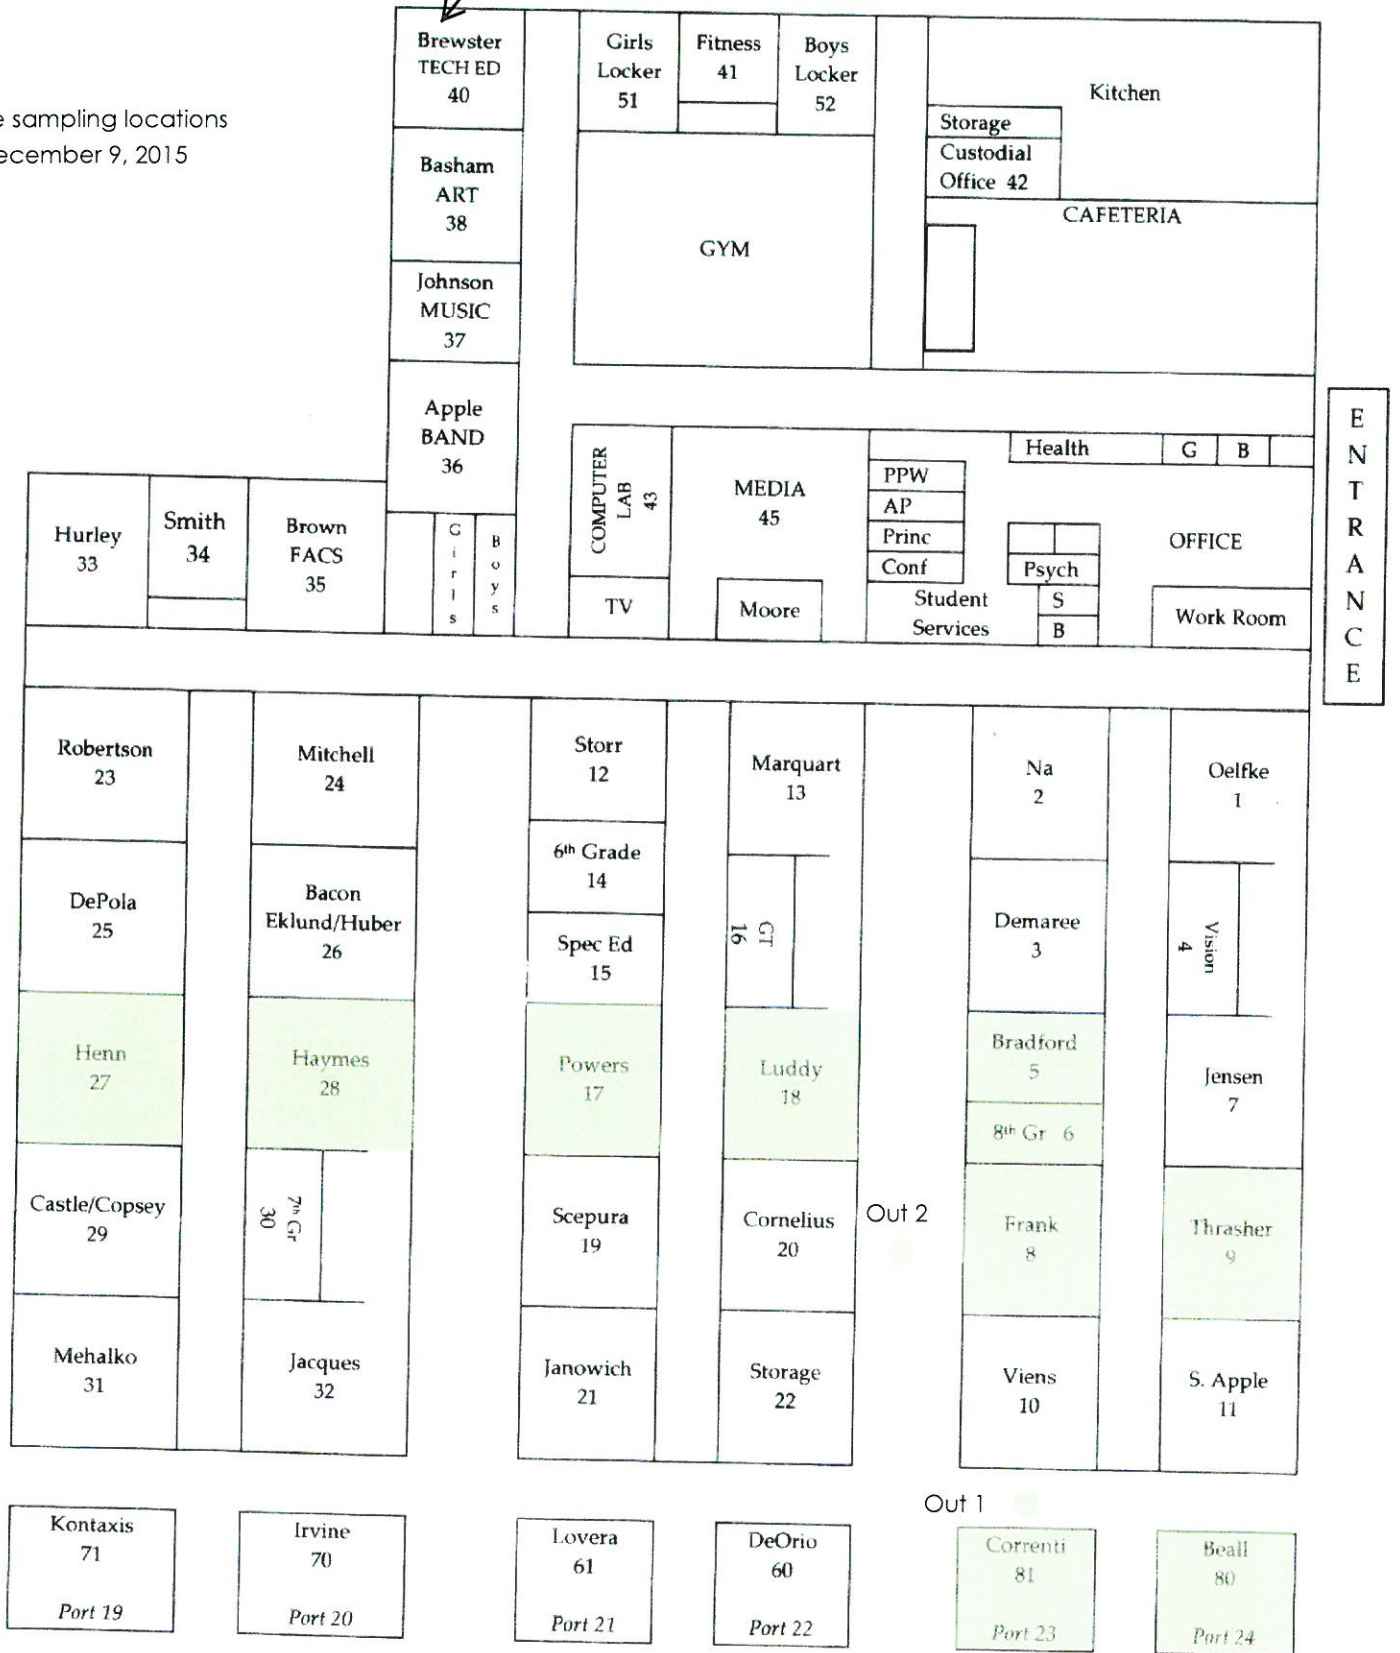 sampling locations
December 9, 2015
Brewster
TECH ED
40
Girls
Locker
51
Fitness
41
Boys
Locker
52
Kitchen
Storage
Custodial
Office 42
CAFETERIA
Basham
ART
38
GYM
Johnson
MUSIC
37
Apple
BAND
36
ENTRANCE
COMPUTER
LAB
43
MEDIA
45
Health
G
B
PPW
AP
Princ
Conf
OFFICE
Psych
Student
Services
S
B
Work Room
Hurley
33
Smith
34
Brown
FACS
35
Girls
Boys
TV
Moore
Robertson
23
Mitchell
24
Storr
12
Marquart
13
Na
2
Oelfke
1
DePola
25
Bacon
Eklund/Huber
26
6th Grade
14
Spec Ed
15
GT
16
Demaree
3
Vision
4
Henn
27
Haymes
28
Powers
17
Luddy
18
Bradford
5
8th Gr 6
Jensen
7
Castle/Copsey
29
7th Gr
30
Scepura
19
Cornelius
20
Out 2
Frank
8
Thrasher
9
Mehalko
31
Jacques
32
Janowich
21
Storage
22
Viens
10
S. Apple
11
Out 1
Kontaxis
71
Port 19
Irvine
70
Port 20
Lovera
61
Port 21
DeOrio
60
Port 22
Correnti
81
Port 23
Beall
80
Port 24